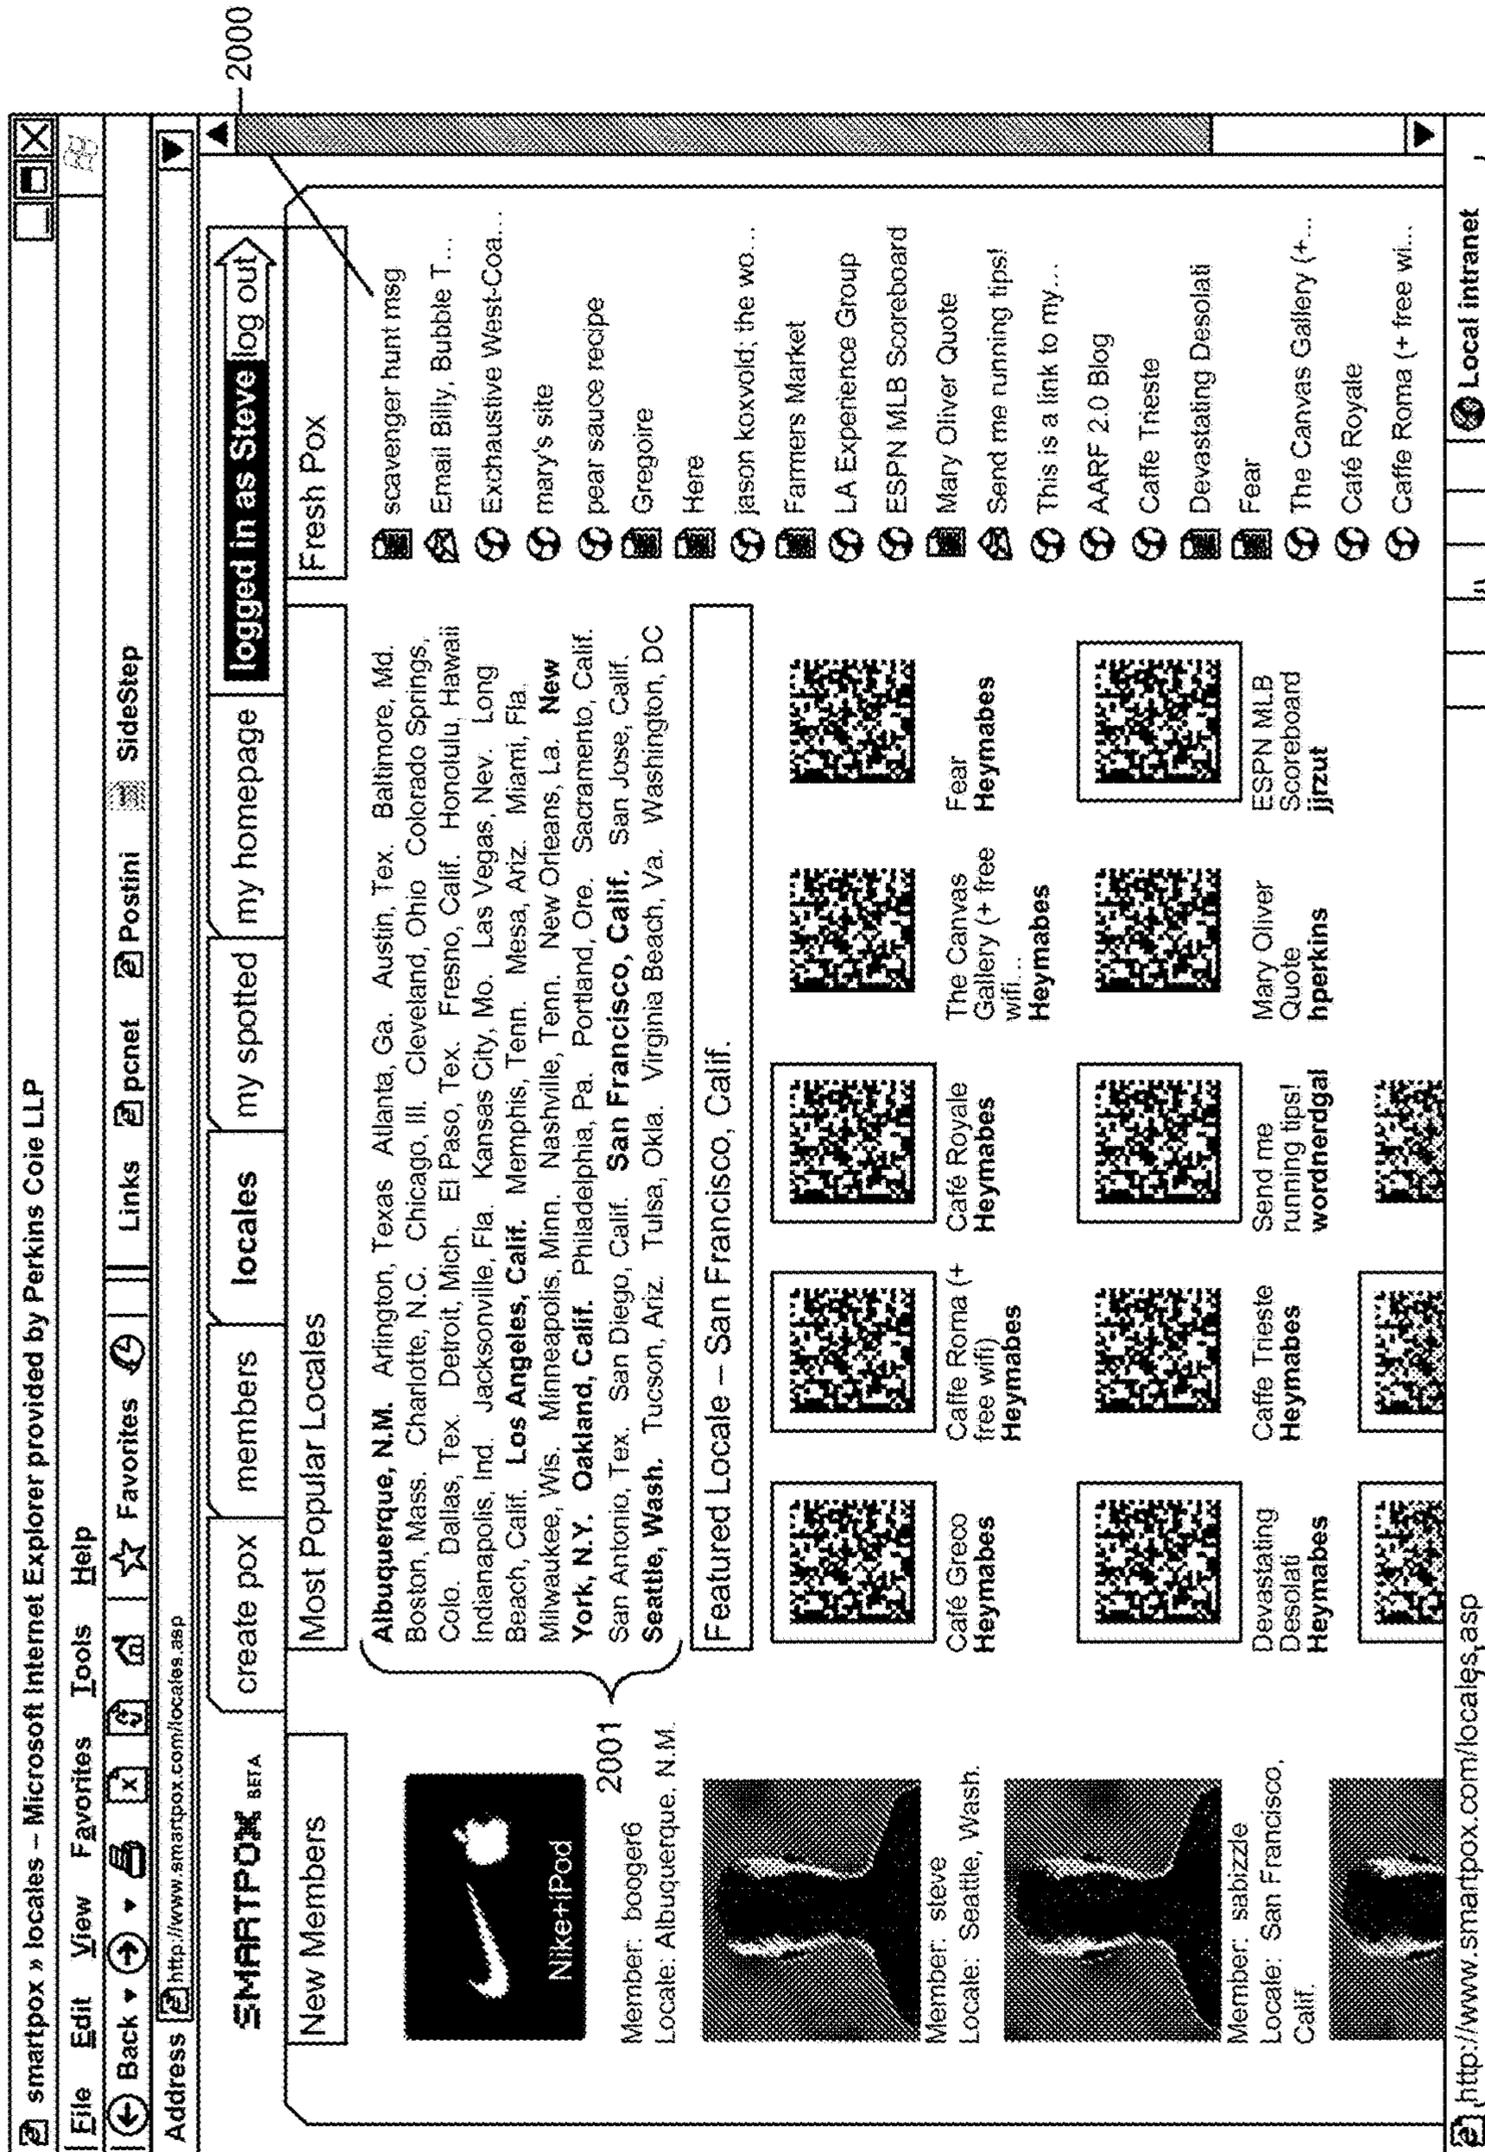 smartpox » locales – Microsoft Internet Explorer provided by Perkins Coie LLP
File Edit View Favorites Tools Help
Back Favorites Links pcnet Postini SideStep
Address http://www.smartpox.com/locales.asp
2000
SMARTPOX BETA
create pox members locales my spotted my homepage logged in as Steve log out
New Members
Nike+iPod
2001
Member: booger6
Locale: Albuquerque, N.M.
Member: steve
Locale: Seattle, Wash.
Member: sabizzle
Locale: San Francisco,
Calif.
Most Popular Locales
Albuquerque, N.M. Arlington, Texas Atlanta, Ga. Austin, Tex. Baltimore, Md.
Boston, Mass. Charlotte, N.C. Chicago, Ill. Cleveland, Ohio Colorado Springs,
Colo. Dallas, Tex. Detroit, Mich. El Paso, Tex. Fresno, Calif. Honolulu, Hawaii
Indianapolis, Ind. Jacksonville, Fla. Kansas City, Mo. Las Vegas, Nev. Long
Beach, Calif. Los Angeles, Calif. Memphis, Tenn. Mesa, Ariz. Miami, Fla.
Milwaukee, Wis. Minneapolis, Minn. Nashville, Tenn. New Orleans, La. New
York, N.Y. Oakland, Calif. Philadelphia, Pa. Portland, Ore. Sacramento, Calif.
San Antonio, Tex. San Diego, Calif. San Francisco, Calif. San Jose, Calif.
Seattle, Wash. Tucson, Ariz. Tulsa, Okla. Virginia Beach, Va. Washington, DC
Featured Locale – San Francisco, Calif.
Café Greco
Heymabes
Caffe Roma (+
free wifi)
Heymabes
Café Royale
Heymabes
The Canvas
Gallery (+ free
wifi...
Heymabes
Fear
Heymabes
Devastating
Desolati
Heymabes
Caffe Trieste
Heymabes
Send me
running tips!
wordnerdgal
Mary Oliver
Quote
hperkins
ESPN MLB
Scoreboard
jjrzut
Fresh Pox
scavenger hunt msg
Email Billy, Bubble T...
Exchaustive West-Coa...
mary's site
pear sauce recipe
Gregoire
Here
jason koxvold; the wo...
Farmers Market
LA Experience Group
ESPN MLB Scoreboard
Mary Oliver Quote
Send me running tips!
This is a link to my...
AARF 2.0 Blog
Caffe Trieste
Devastating Desolati
Fear
The Canvas Gallery (+...
Café Royale
Caffe Roma (+ free wi...
http://www.smartpox.com/locales.asp
Local intranet